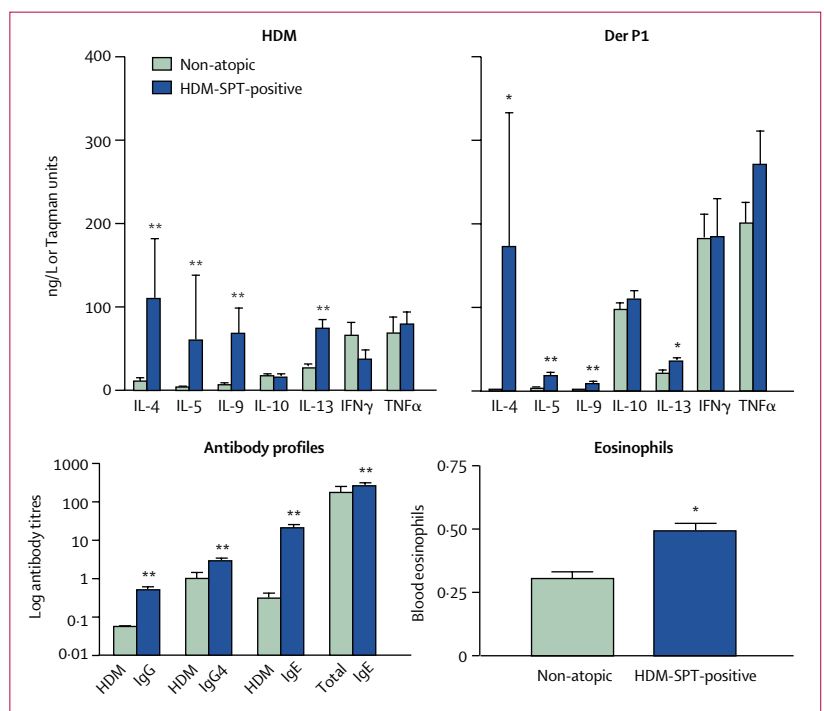 HDM
Der P1
400
300
200
100
0
ng/L or Taqman units
Non-atopic
HDM-SPT-positive
**
**
**
**
*
**
**
*
IL-4 IL-5 IL-9 IL-10 IL-13 IFNγ TNFα
IL-4 IL-5 IL-9 IL-10 IL-13 IFNγ TNFα
Antibody profiles
1000
100
10
1
0·1
0·01
Log antibody titres
**
**
**
**
HDM IgG HDM IgG4 HDM IgE Total IgE
Eosinophils
0·75
0·50
0·25
0
Blood eosinophils
*
Non-atopic HDM-SPT-positive